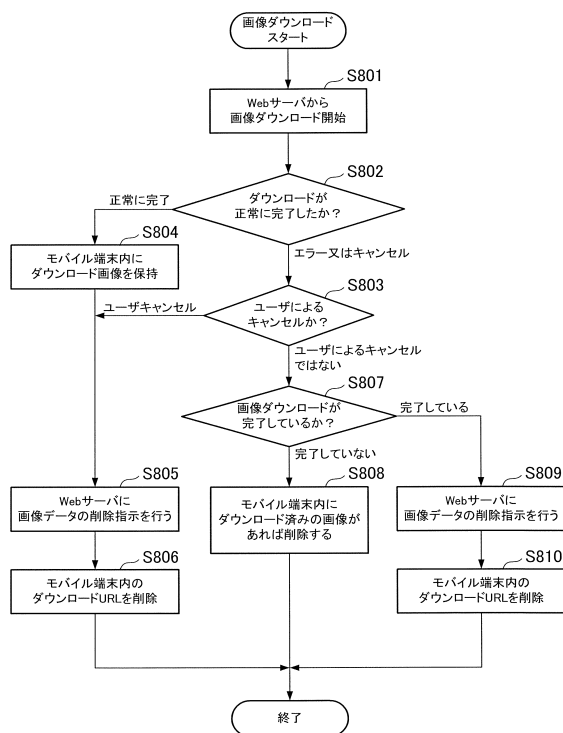 画像ダウンロード
スタート
S801
Webサーバから
画像ダウンロード開始
S802
ダウンロードが
正常に完了したか？
正常に完了
エラー又はキャンセル
S804
モバイル端末内に
ダウンロード画像を保持
S803
ユーザによる
キャンセルか？
ユーザキャンセル
ユーザによるキャンセル
ではない
S807
画像ダウンロードが
完了しているか？
完了している
完了していない
S805
Webサーバに
画像データの削除指示を行う
S808
モバイル端末内に
ダウンロード済みの画像が
あれば削除する
S809
Webサーバに
画像データの削除指示を行う
S806
モバイル端末内の
ダウンロードURLを削除
S810
モバイル端末内の
ダウンロードURLを削除
終了